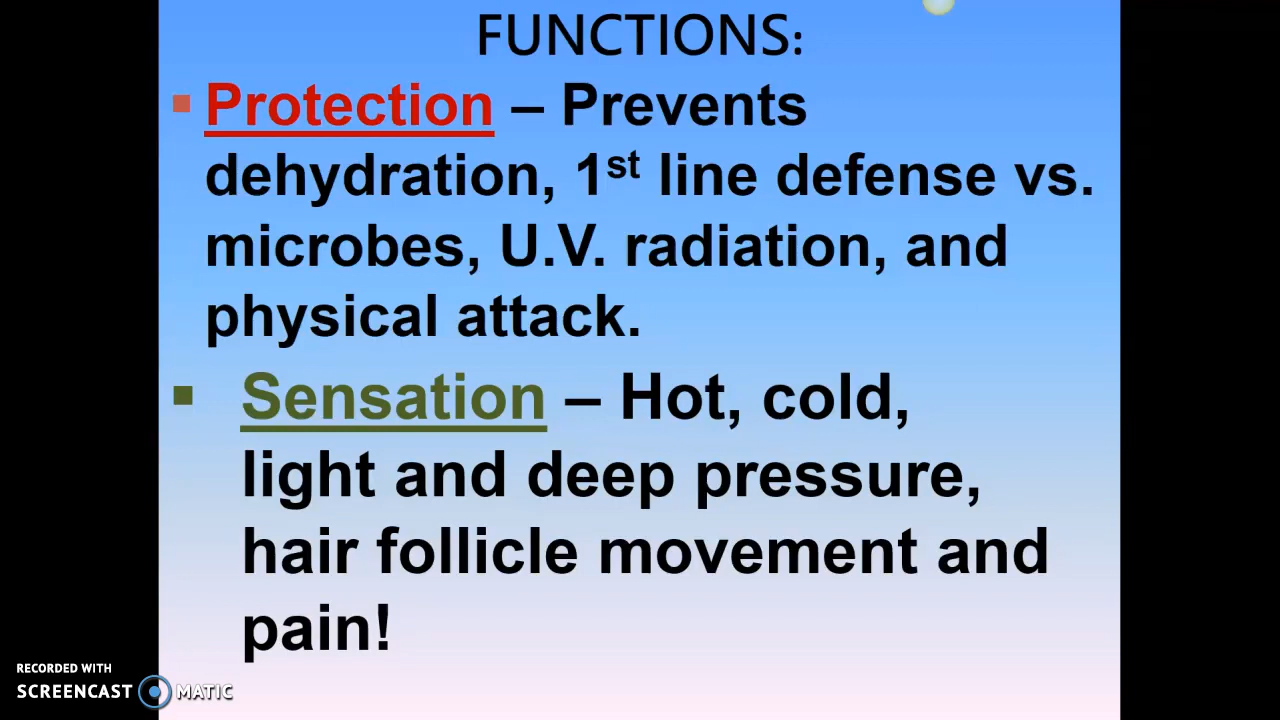 FUNCTIONS:
▪ Protection – Prevents
dehydration, 1st line defense vs.
microbes, U.V. radiation, and
physical attack.
▪ Sensation – Hot, cold,
light and deep pressure,
hair follicle movement and
pain!
RECORDED WITH
SCREENCAST MATIC